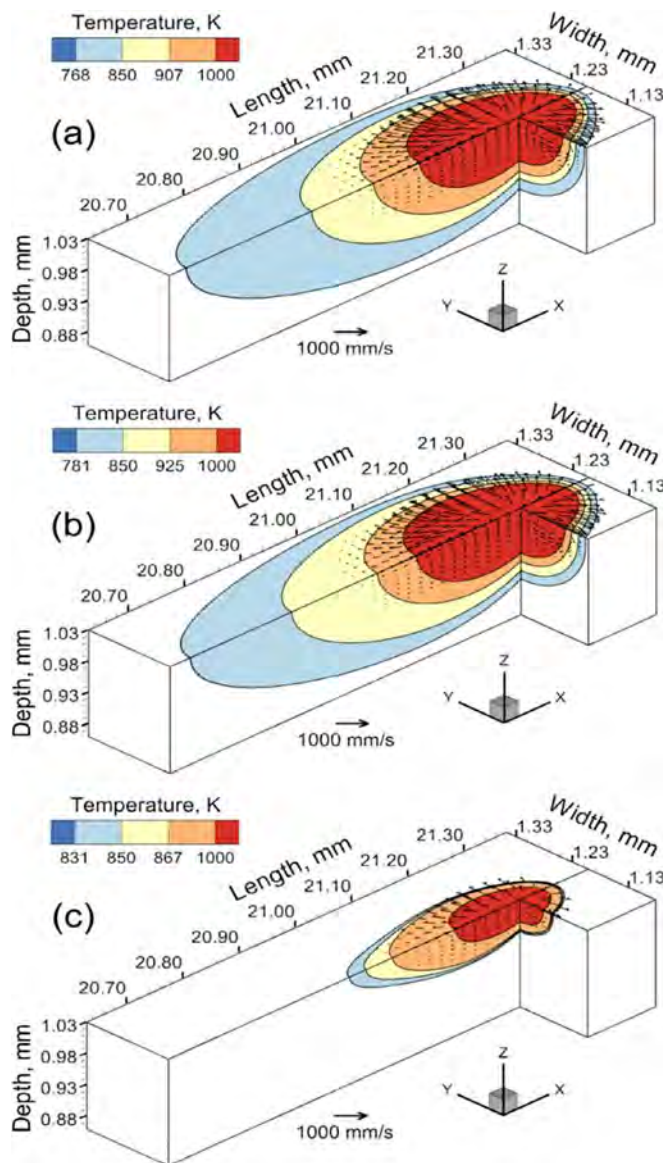 Temperature, K
768 850 907 1000
(a)
Length, mm
20.70 20.80 20.90 21.00 21.10 21.20 21.30
Width, mm
1.33 1.23 1.13
Depth, mm
1.03
0.98
0.93
0.88
1000 mm/s
Z
Y X
Temperature, K
781 850 925 1000
(b)
Length, mm
20.70 20.80 20.90 21.00 21.10 21.20 21.30
Width, mm
1.33 1.23 1.13
Depth, mm
1.03
0.98
0.93
0.88
1000 mm/s
Z
Y X
Temperature, K
831 850 867 1000
(c)
Length, mm
20.70 20.80 20.90 21.00 21.10 21.20 21.30
Width, mm
1.33 1.23 1.13
Depth, mm
1.03
0.98
0.93
0.88
1000 mm/s
Z
Y X